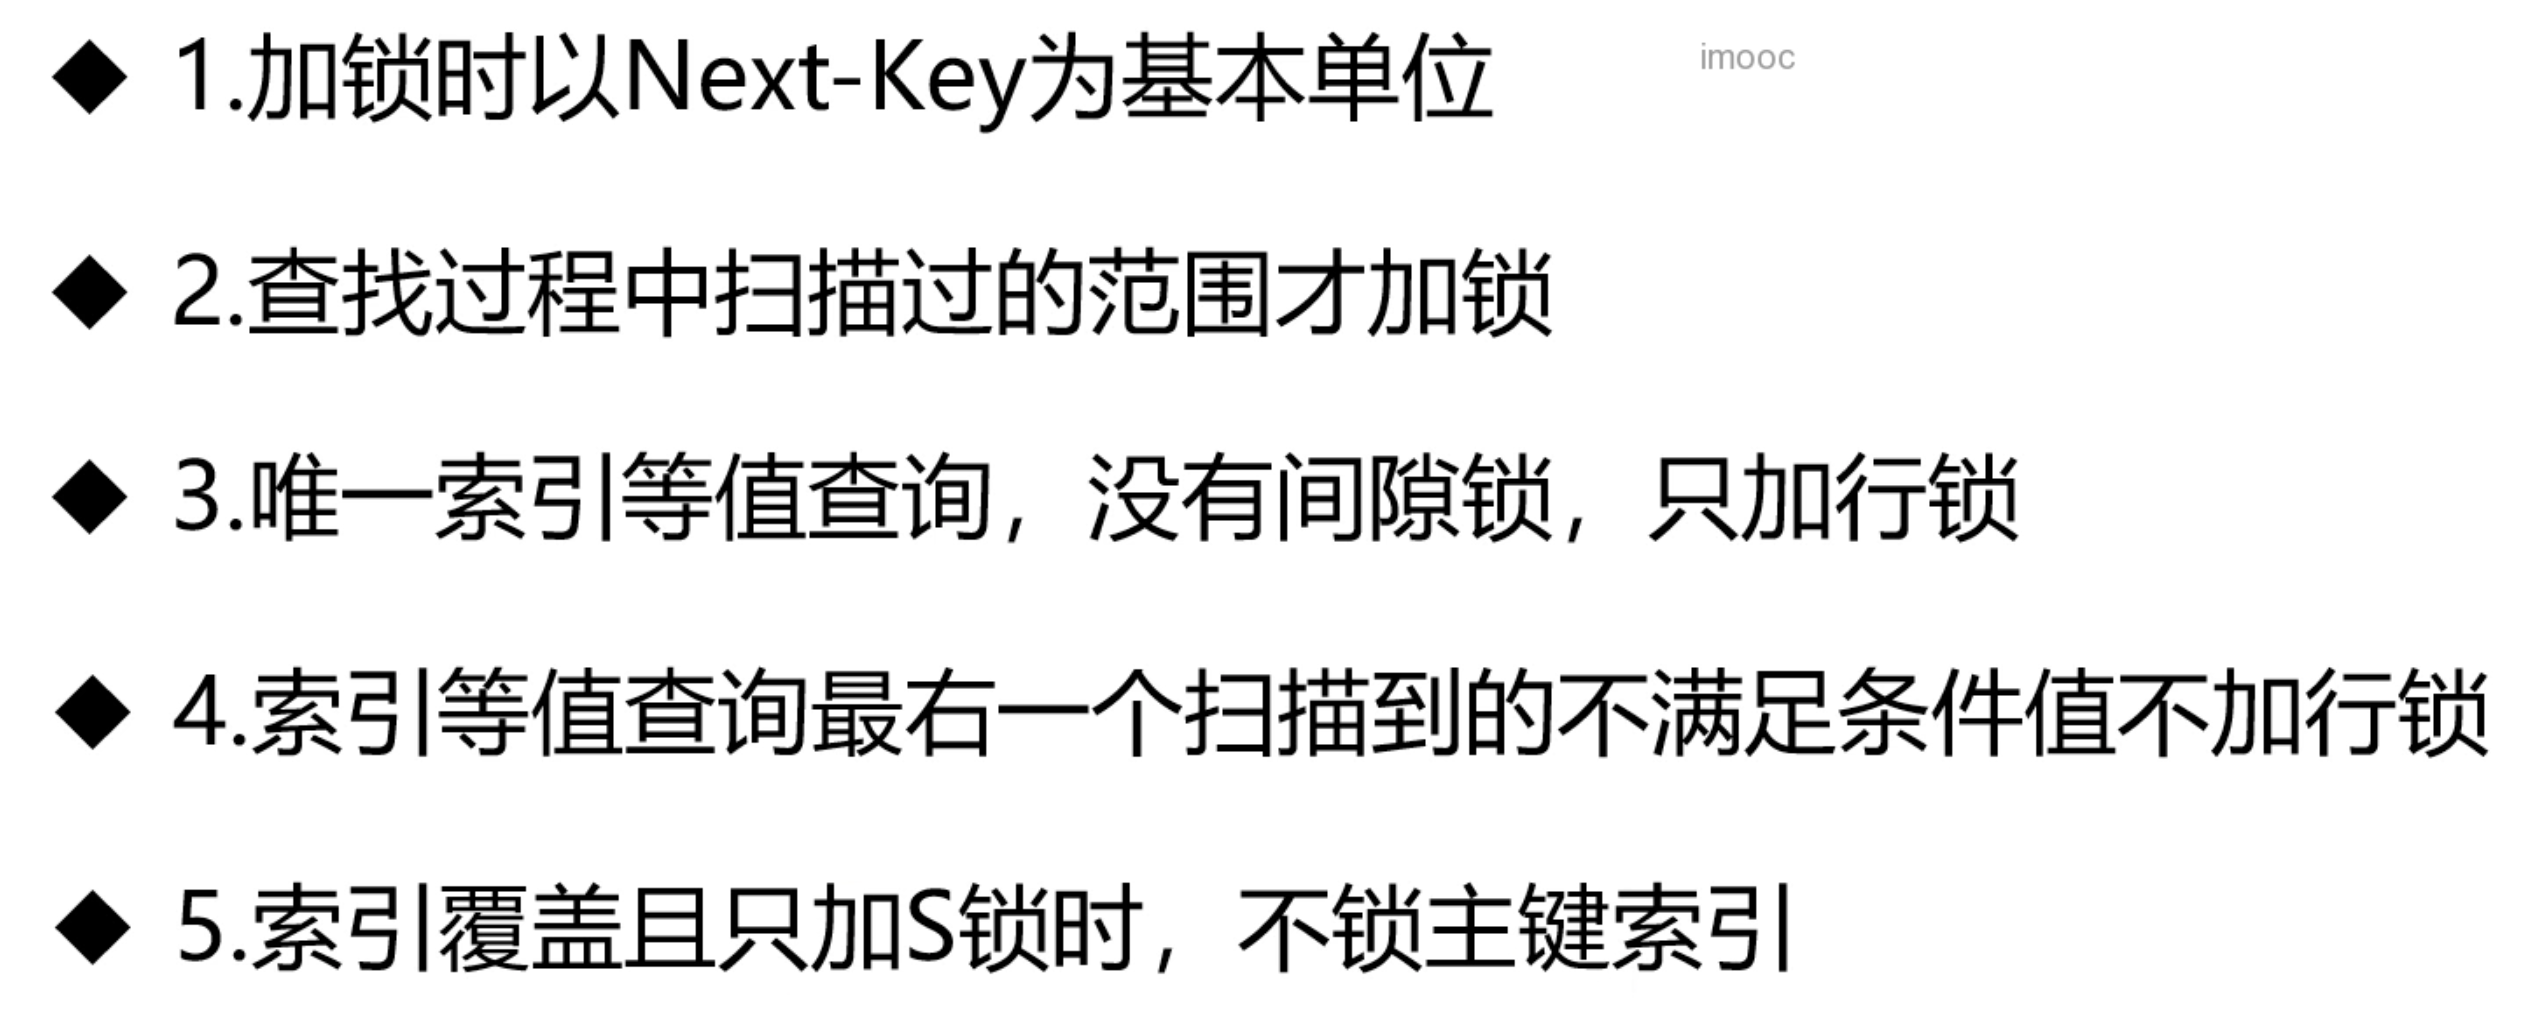 ◆ 1.加锁时以Next-Key为基本单位
imooc
◆ 2.查找过程中扫描过的范围才加锁
◆ 3.唯一索引等值查询，没有间隙锁，只加行锁
◆ 4.索引等值查询最右一个扫描到的不满足条件值不加行锁
◆ 5.索引覆盖且只加S锁时，不锁主键索引